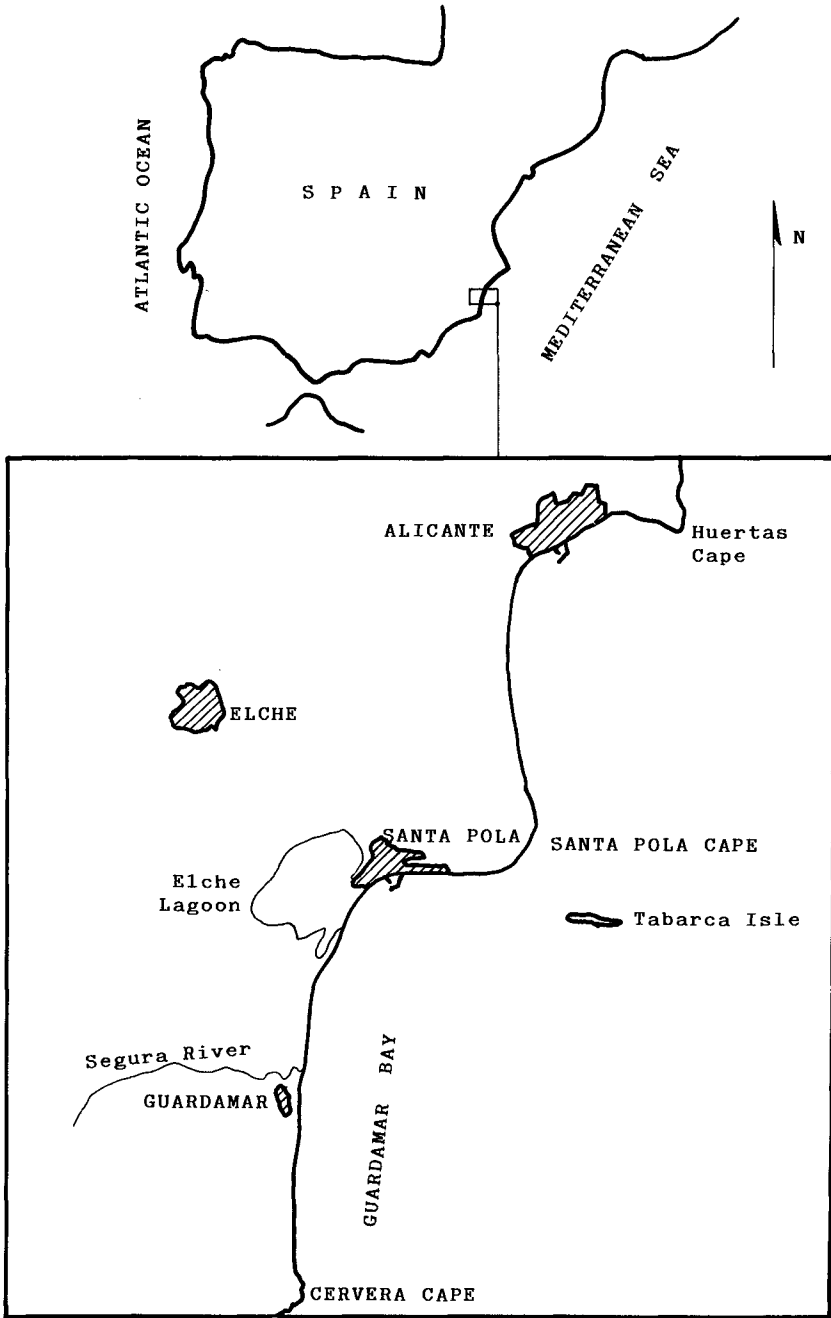 ATLANTIC OCEAN
SPAIN
MEDITERRANEAN SEA
N
ALICANTE
Huertas
Cape
ELCHE
SANTA POLA
SANTA POLA CAPE
Elche
Lagoon
Tabarca Isle
Segura River
GUARDAMAR
GUARDAMAR BAY
CERVERA CAPE